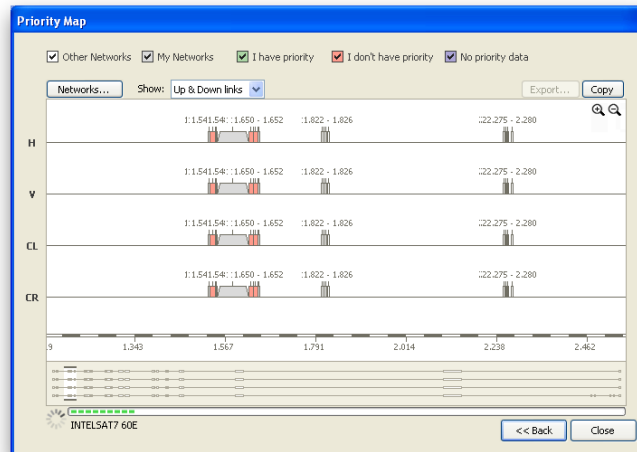 Priority Map
Other Networks My Networks I have priority I don't have priority No priority data
Networks... Show: Up & Down links Export... Copy
1.650 - 1.652 1.822 - 1.826 2.275 - 2.280
H
1.650 - 1.652 1.822 - 1.826 2.275 - 2.280
V
1.650 - 1.652 1.822 - 1.826 2.275 - 2.280
CL
1.650 - 1.652 1.822 - 1.826 2.275 - 2.280
CR
1.343 1.567 1.791 2.014 2.238 2.462
INTELSAT7 60E
<< Back Close